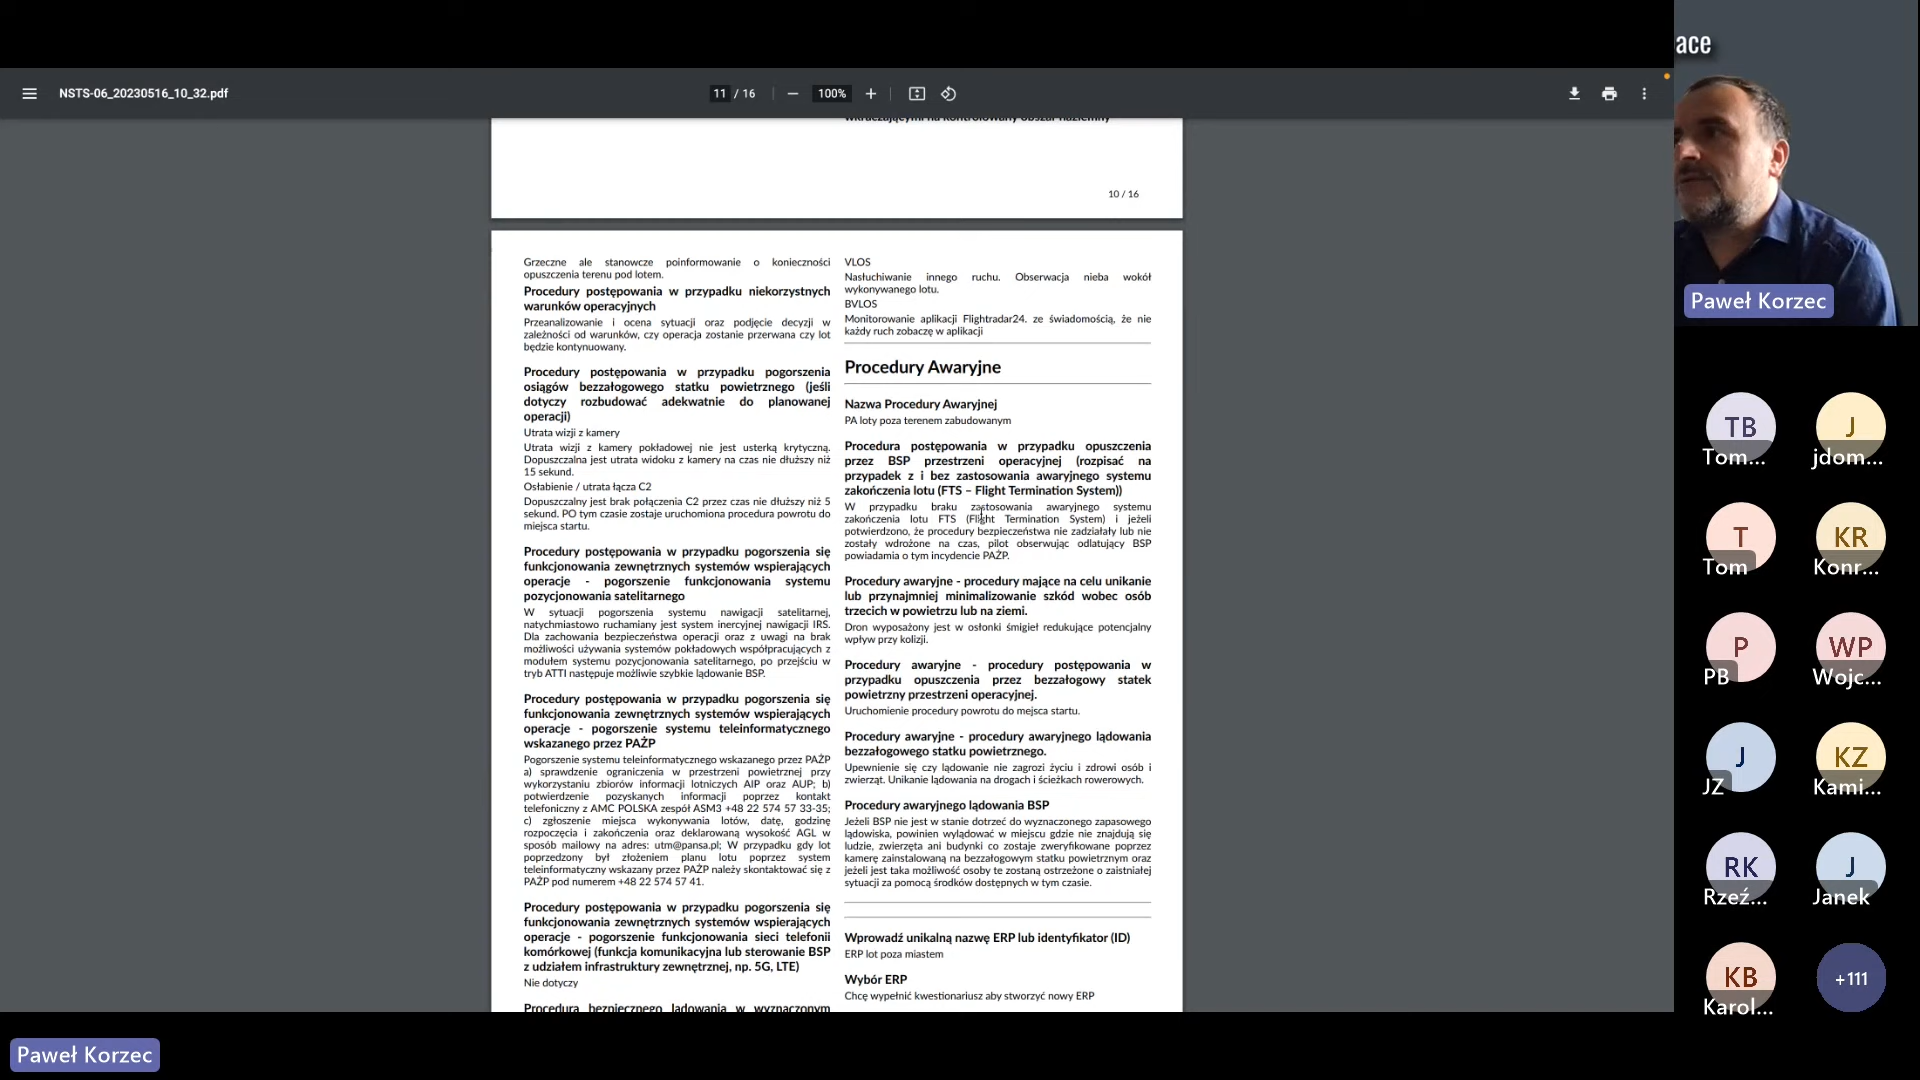 ace
NSTS-06_20230516_10_32.pdf
11 / 16
100%
wkraczającymi na kontrolowany obszar naziemny
10 / 16
Grzeczne ale stanowcze poinformowanie o konieczności
opuszczenia terenu pod lotem.
Procedury postępowania w przypadku niekorzystnych
warunków operacyjnych
Przeanalizowanie i ocena sytuacji oraz podjęcie decyzji w
zależności od warunków, czy operacja zostanie przerwana czy lot
będzie kontynuowany.
Procedury postępowania w przypadku pogorszenia
osiągów bezzałogowego statku powietrznego (jeśli
dotyczy rozbudować adekwatnie do planowanej
operacji)
Utrata wizji z kamery
Utrata wizji z kamery pokładowej nie jest usterką krytyczną.
Dopuszczalna jest utrata widoku z kamery na czas nie dłuższy niż
15 sekund.
Osłabienie / utrata łącza C2
Dopuszczalny jest brak połączenia C2 przez czas nie dłuższy niż 5
sekund. PO tym czasie zostaje uruchomiona procedura powrotu do
miejsca startu.
Procedury postępowania w przypadku pogorszenia się
funkcjonowania zewnętrznych systemów wspierających
operacje - pogorszenie funkcjonowania systemu
pozycjonowania satelitarnego
W sytuacji pogorszenia systemu nawigacji satelitarnej,
natychmiastowo ruchamiany jest system inercyjnej nawigacji IRS.
Dla zachowania bezpieczeństwa operacji oraz z uwagi na brak
możliwości używania systemów pokładowych współpracujących z
modułem systemu pozycjonowania satelitarnego, po przejściu w
tryb ATTI następuje możliwie szybkie lądowanie BSP.
Procedury postępowania w przypadku pogorszenia się
funkcjonowania zewnętrznych systemów wspierających
operacje - pogorszenie systemu teleinformatycznego
wskazanego przez PAŻP
Pogorszenie systemu teleinformatycznego wskazanego przez PAŻP
a) sprawdzenie ograniczenia w przestrzeni powietrznej przy
wykorzystaniu zbiorów informacji lotniczych AIP oraz AUP; b)
potwierdzenie pozyskanych informacji poprzez kontakt
telefoniczny z AMC POLSKA zespół ASM3 +48 22 574 57 33-35;
c) zgłoszenie miejsca wykonywania lotów, datę, godzinę
rozpoczęcia i zakończenia oraz deklarowaną wysokość AGL w
sposób mailowy na adres: utm@pansa.pl; W przypadku gdy lot
poprzedzony był złożeniem planu lotu poprzez system
teleinformatyczny wskazany przez PAŻP należy skontaktować się z
PAŻP pod numerem +48 22 574 57 41.
Procedury postępowania w przypadku pogorszenia się
funkcjonowania zewnętrznych systemów wspierających
operacje - pogorszenie funkcjonowania sieci telefonii
komórkowej (funkcja komunikacyjna lub sterowanie BSP
z udziałem infrastruktury zewnętrznej, np. 5G, LTE)
Nie dotyczy
Procedura bezpiecznego lądowania w wyznaczonym
VLOS
Nasłuchiwanie innego ruchu. Obserwacja nieba wokół
wykonywanego lotu.
BVLOS
Monitorowanie aplikacji Flightradar24. ze świadomością, że nie
każdy ruch zobaczę w aplikacji
Procedury Awaryjne
Nazwa Procedury Awaryjnej
PA loty poza terenem zabudowanym
Procedura postępowania w przypadku opuszczenia
przez BSP przestrzeni operacyjnej (rozpisać na
przypadek z i bez zastosowania awaryjnego systemu
zakończenia lotu (FTS – Flight Termination System))
W przypadku braku zastosowania awaryjnego systemu
zakończenia lotu FTS (Flight Termination System) i jeżeli
potwierdzono, że procedury bezpieczeństwa nie zadziałały lub nie
zostały wdrożone na czas, pilot obserwując odlatujący BSP
powiadamia o tym incydencie PAŻP.
Procedury awaryjne - procedury mające na celu unikanie
lub przynajmniej minimalizowanie szkód wobec osób
trzecich w powietrzu lub na ziemi.
Dron wyposażony jest w osłonki śmigieł redukujące potencjalny
wpływ przy kolizji.
Procedury awaryjne - procedury postępowania w
przypadku opuszczenia przez bezzałogowy statek
powietrzny przestrzeni operacyjnej.
Uruchomienie procedury powrotu do mejsca startu.
Procedury awaryjne - procedury awaryjnego lądowania
bezzałogowego statku powietrznego.
Upewnienie się czy lądowanie nie zagrozi życiu i zdrowi osób i
zwierząt. Unikanie lądowania na drogach i ścieżkach rowerowych.
Procedury awaryjnego lądowania BSP
Jeżeli BSP nie jest w stanie dotrzeć do wyznaczonego zapasowego
lądowiska, powinien wylądować w miejscu gdzie nie znajdują się
ludzie, zwierzęta ani budynki co zostaje zweryfikowane poprzez
kamerę zainstalowaną na bezzałogowym statku powietrznym oraz
jeżeli jest taka możliwość osoby te zostaną ostrzeżone o zaistniałej
sytuacji za pomocą środków dostępnych w tym czasie.
Wprowadź unikalną nazwę ERP lub identyfikator (ID)
ERP lot poza miastem
Wybór ERP
Chcę wypełnić kwestionariusz aby stworzyć nowy ERP
Paweł Korzec
TB
Tom...
J
jdom...
T
Tom
KR
Konr...
P
PB
WP
Wojc...
J
JZ
KZ
Kami...
RK
Rzeź...
J
Janek
KB
Karol...
+111
Paweł Korzec